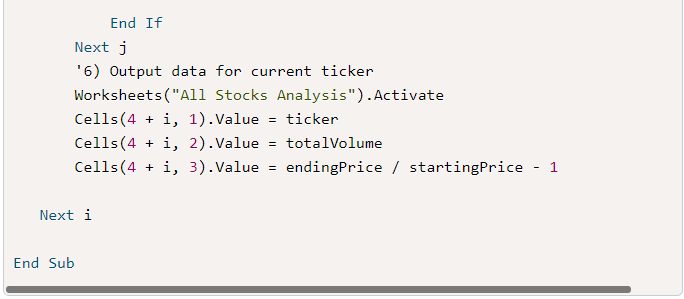 End If
Next j
'6) Output data for current ticker
Worksheets("All Stocks Analysis").Activate
Cells(4 + i, 1).Value = ticker
Cells(4 + i, 2).Value = totalVolume
Cells(4 + i, 3).Value = endingPrice / startingPrice - 1
Next i
End Sub